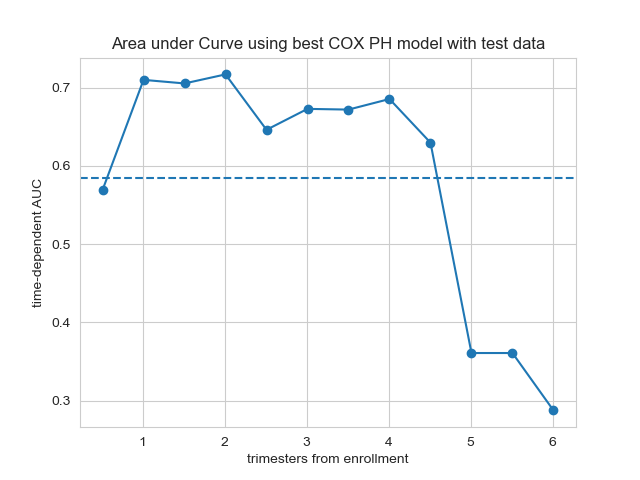 Area under Curve using best COX PH model with test data
time-dependent AUC
0.7
0.6
0.5
0.4
0.3
1 2 3 4 5 6
trimesters from enrollment